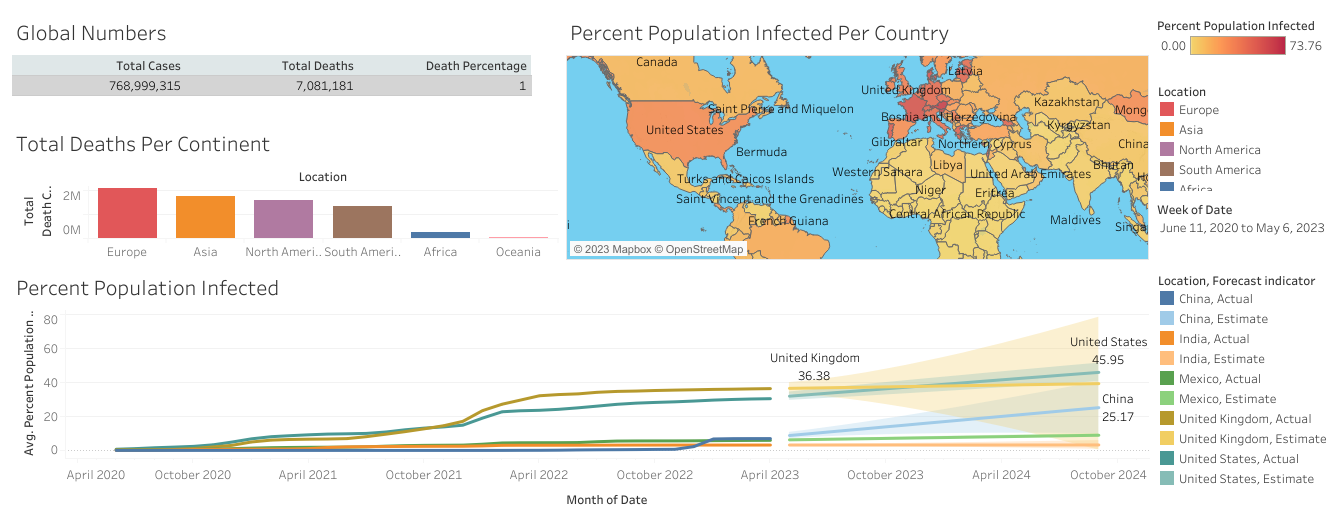 Global Numbers
Total Cases Total Deaths Death Percentage
768,999,315 7,081,181 1
Total Deaths Per Continent
Location
Total
Death C..
2M
0M
Europe Asia North Ameri.. South Ameri.. Africa Oceania
Percent Population Infected Per Country
Canada
Latvia
United Kingdom
Kazakhstan
Saint Pierre and Miquelon
Mong
Bosnia and Herzegovina
United States
Kyrgyzstan
Gibraltar
Northern Cyprus
China
Bermuda
Libya
Bhutan
Turks and Caicos Islands
Western Sahara
United Arab Emirates
Niger
Eritrea
Saint Vincent and the Grenadines
French Guiana
Central African Republic
Maldives
Singa
© 2023 Mapbox © OpenStreetMap
Percent Population Infected
0.00 73.76
Location
Europe
Asia
North America
South America
Africa
Week of Date
June 11, 2020 to May 6, 2023
Percent Population Infected
Avg. Percent Population ..
80
60
40
20
0
United Kingdom
36.38
United States
45.95
China
25.17
April 2020 October 2020 April 2021 October 2021 April 2022 October 2022 April 2023 October 2023 April 2024 October 2024
Month of Date
Location, Forecast indicator
China, Actual
China, Estimate
India, Actual
India, Estimate
Mexico, Actual
Mexico, Estimate
United Kingdom, Actual
United Kingdom, Estimate
United States, Actual
United States, Estimate